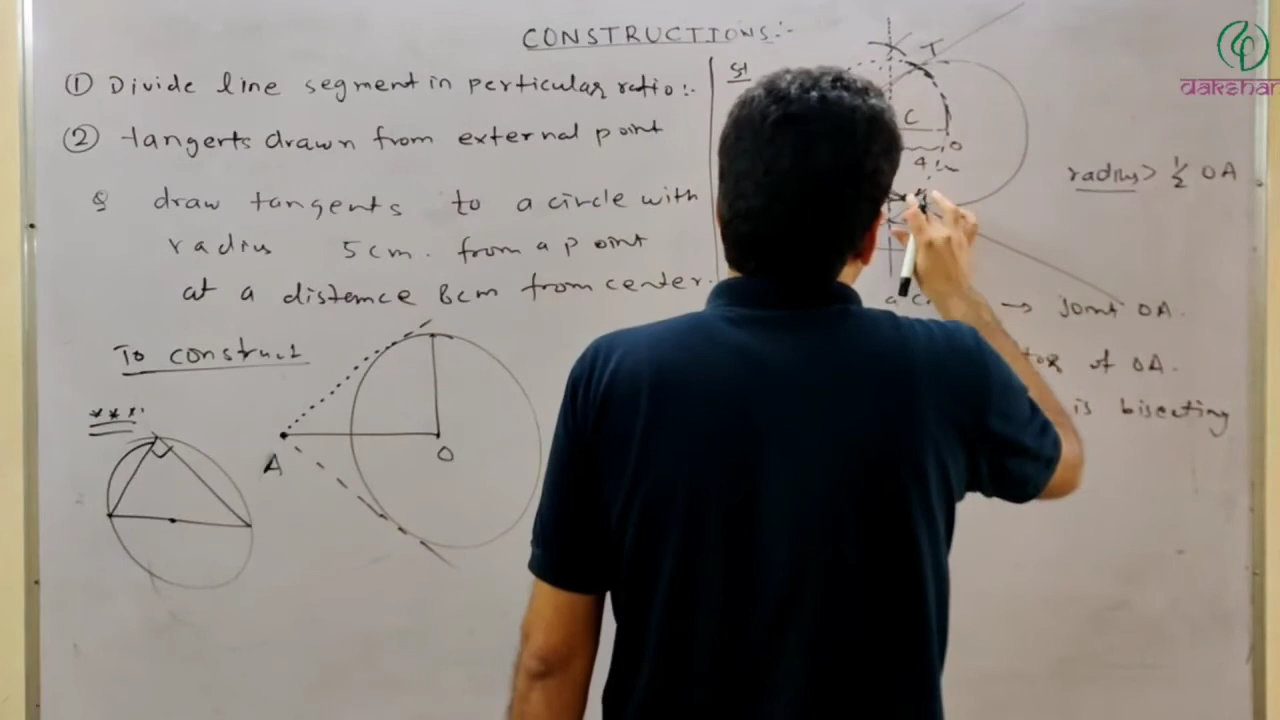 CONSTRUCTIONS:-
① Divide line segment in perticular ratio:-
② tangents drawn from external point
Q draw tangents to a circle with
radius 5cm. from a point
at a distance 8cm from center.
To construct
***
A
O
St
T
C
O
4
radius > 1/2 OA
→ Joint OA.
of OA.
is bisecting
dakshar